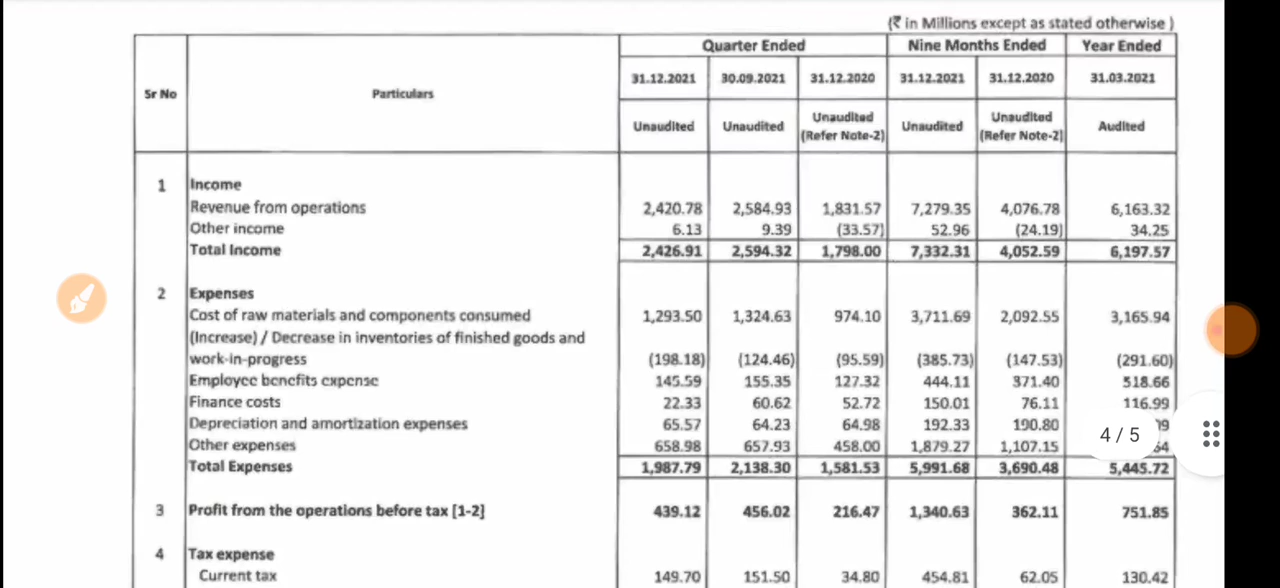 (₹ in Millions except as stated otherwise )
Sr No Particulars Quarter Ended Nine Months Ended Year Ended
31.12.2021 30.09.2021 31.12.2020 31.12.2021 31.12.2020 31.03.2021
Unaudited Unaudited Unaudited (Refer Note-2) Unaudited Unaudited (Refer Note-2) Audited
1 Income
Revenue from operations 2,420.78 2,584.93 1,831.57 7,279.35 4,076.78 6,163.32
Other income 6.13 9.39 (33.57) 52.96 (24.19) 34.25
Total Income 2,426.91 2,594.32 1,798.00 7,332.31 4,052.59 6,197.57
2 Expenses
Cost of raw materials and components consumed 1,293.50 1,324.63 974.10 3,711.69 2,092.55 3,165.94
(Increase) / Decrease in inventories of finished goods and
work-in-progress (198.18) (124.46) (95.59) (385.73) (147.53) (291.60)
Employee benefits expense 145.59 155.35 127.32 444.11 371.40 518.66
Finance costs 22.33 60.62 52.72 150.01 76.11 116.99
Depreciation and amortization expenses 65.57 64.23 64.98 192.33 190.80
4 / 5
Other expenses 658.98 657.93 458.00 1,879.27 1,107.15
Total Expenses 1,987.79 2,138.30 1,581.53 5,991.68 3,690.48 5,445.72
3 Profit from the operations before tax [1-2] 439.12 456.02 216.47 1,340.63 362.11 751.85
4 Tax expense
Current tax 149.70 151.50 34.80 454.81 62.05 130.42